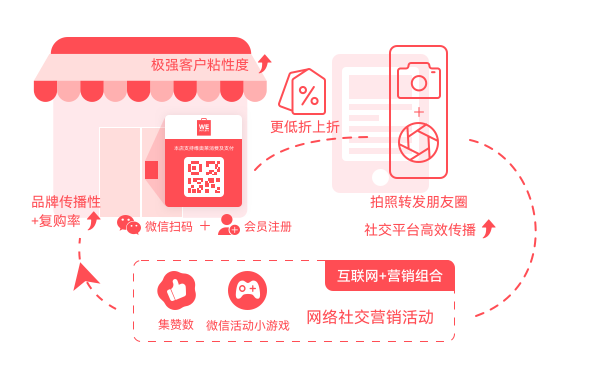 极强客户粘性度
WE
本店支持微信家活赞及支付
更低折上折
品牌传播性
+复购率
微信扫码 + 会员注册
拍照转发朋友圈
社交平台高效传播
互联网+营销组合
集赞数
微信活动小游戏
网络社交营销活动